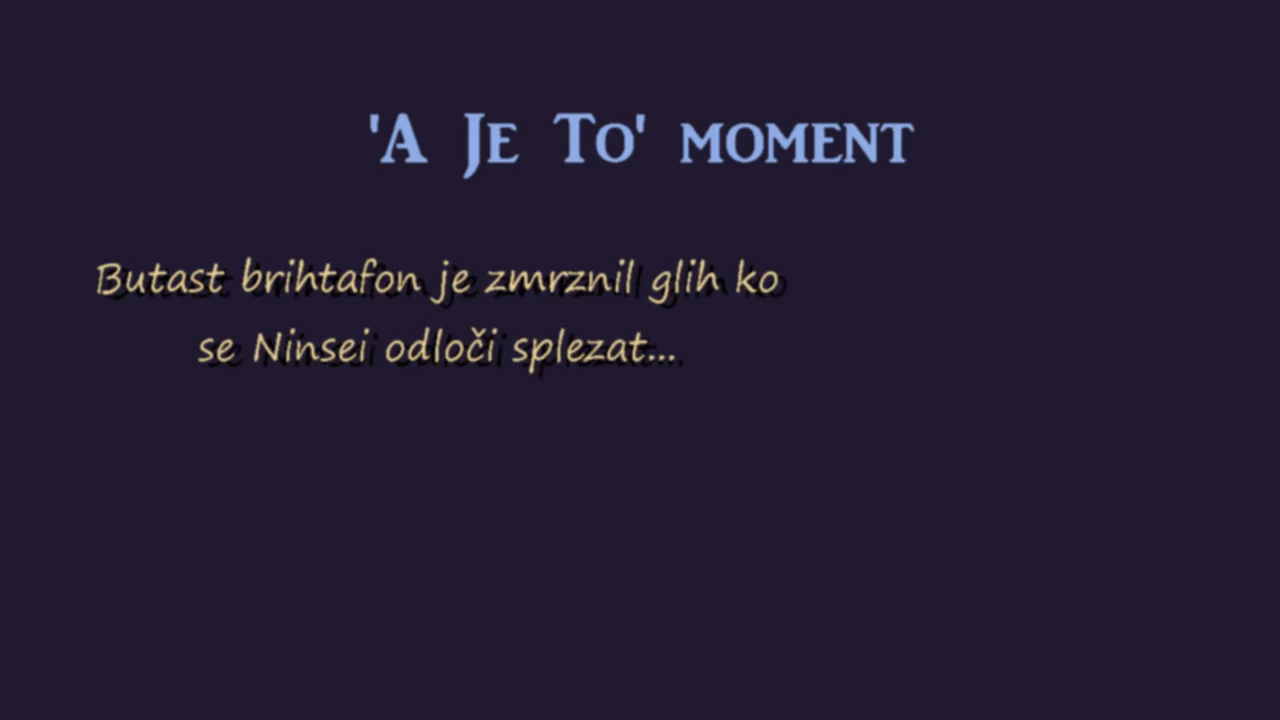 'A Je To' moment
Butast brihtafon je zmrznil glih ko
se Ninsei odloči splezat...